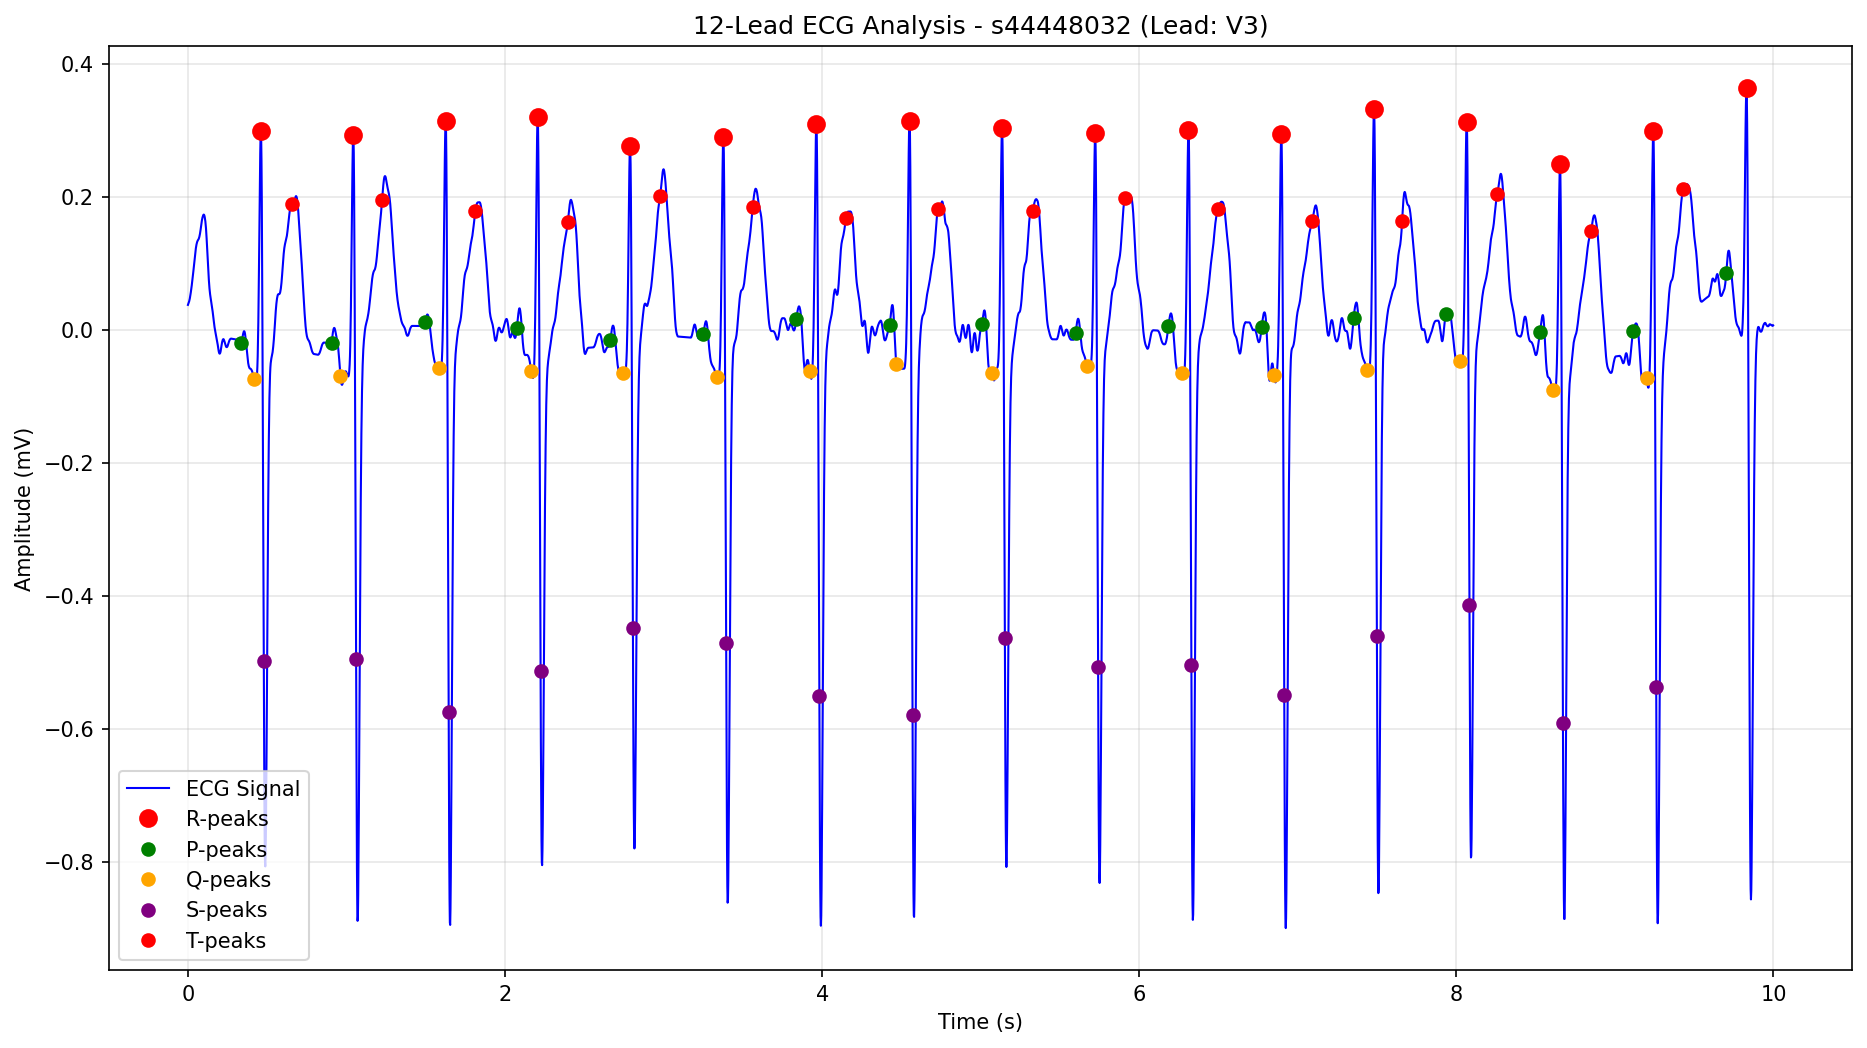 12-Lead ECG Analysis - s44448032 (Lead: V3)
Amplitude (mV)
0.4
0.2
0.0
−0.2
−0.4
−0.6
−0.8
ECG Signal
R-peaks
P-peaks
Q-peaks
S-peaks
T-peaks
0 2 4 6 8 10
Time (s)